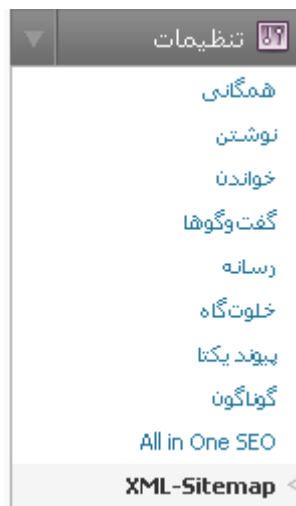 تنظیمات
همگانی
نوشتن
خواندن
گفت‌وگوها
رسانه
خلوت‌گاه
پیوند یکتا
گوناگون
All in One SEO
XML-Sitemap